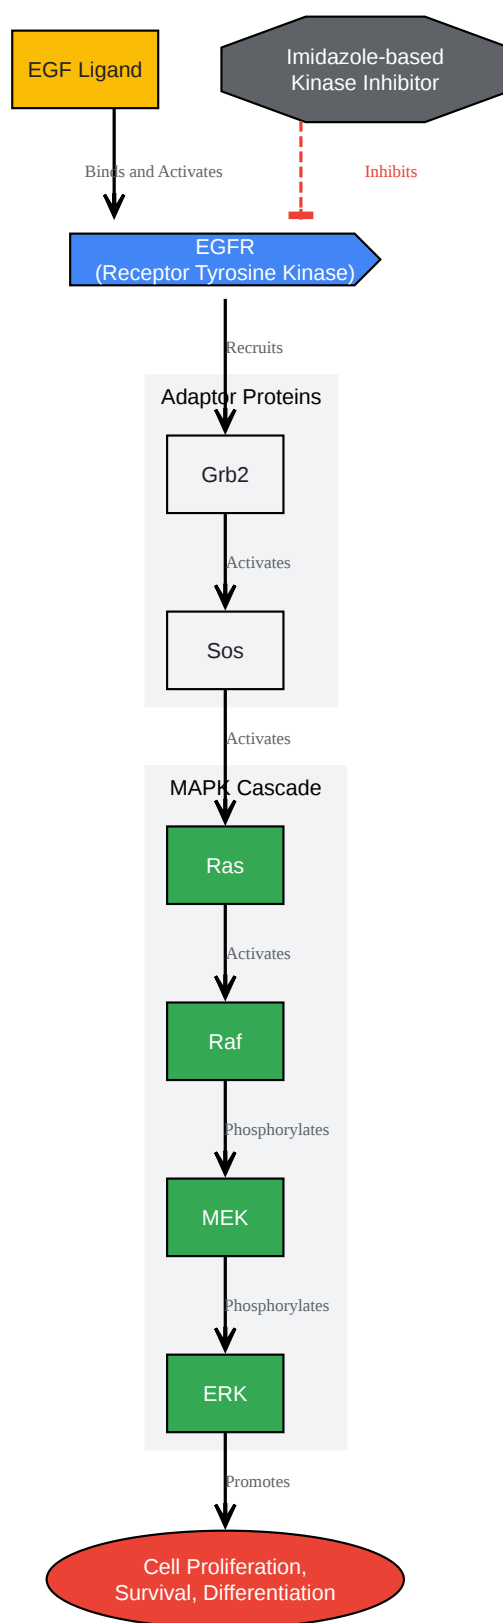 EGF Ligand
Imidazole-based
Kinase Inhibitor
Binds and Activates
Inhibits
EGFR
(Receptor Tyrosine Kinase)
Recruits
Adaptor Proteins
Grb2
Activates
Sos
Activates
MAPK Cascade
Ras
Activates
Raf
Phosphorylates
MEK
Phosphorylates
ERK
Promotes
Cell Proliferation,
Survival, Differentiation